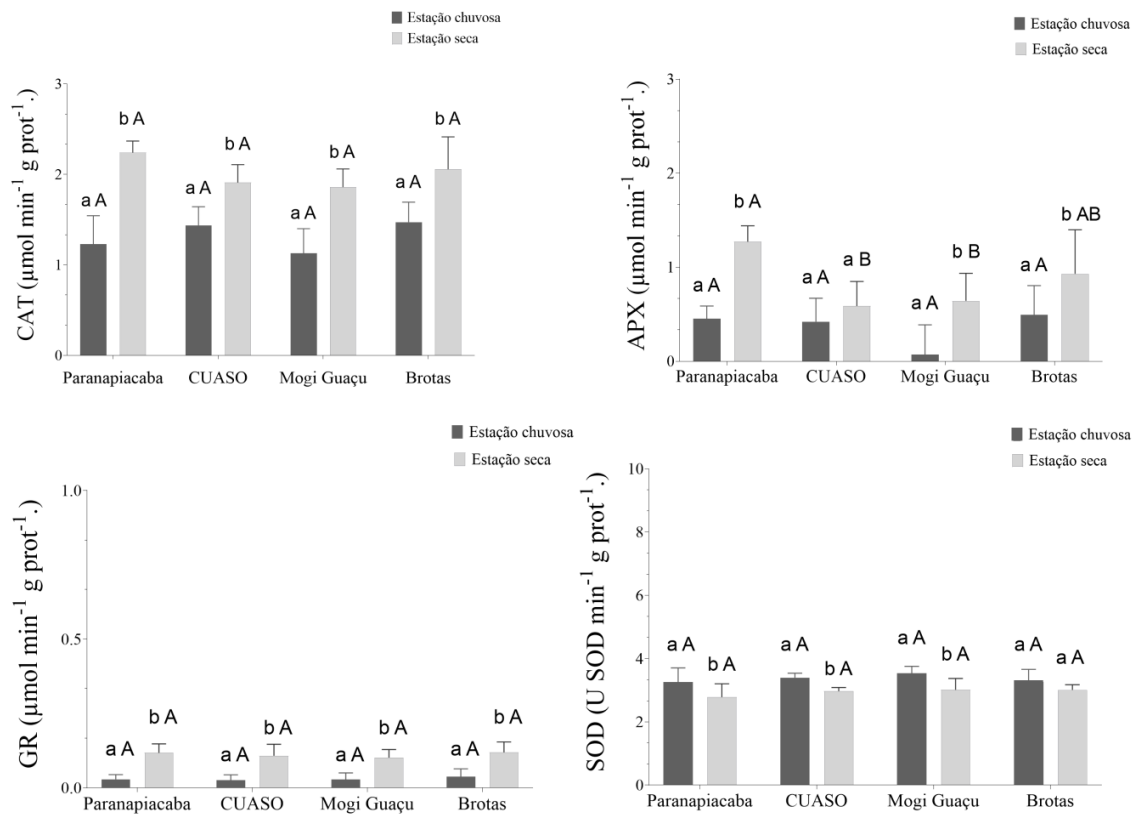 Estação chuvosa
Estação seca
CAT (µmol min⁻¹ g prot⁻¹.)
3
2
1
0
a A
b A
a A
b A
a A
b A
a A
b A
Paranapiacaba
CUASO
Mogi Guaçu
Brotas
Estação chuvosa
Estação seca
APX (µmol min⁻¹ g prot⁻¹.)
3
2
1
0
a A
b A
a A
a B
a A
b B
a A
b AB
Paranapiacaba
CUASO
Mogi Guaçu
Brotas
Estação chuvosa
Estação seca
GR (µmol min⁻¹ g prot⁻¹.)
1.0
0.5
0.0
a A
b A
a A
b A
a A
b A
a A
b A
Paranapiacaba
CUASO
Mogi Guaçu
Brotas
Estação chuvosa
Estação seca
SOD (U SOD min⁻¹ g prot⁻¹.)
10
8
6
4
2
0
a A
b A
a A
b A
a A
b A
a A
a A
Paranapiacaba
CUASO
Mogi Guaçu
Brotas